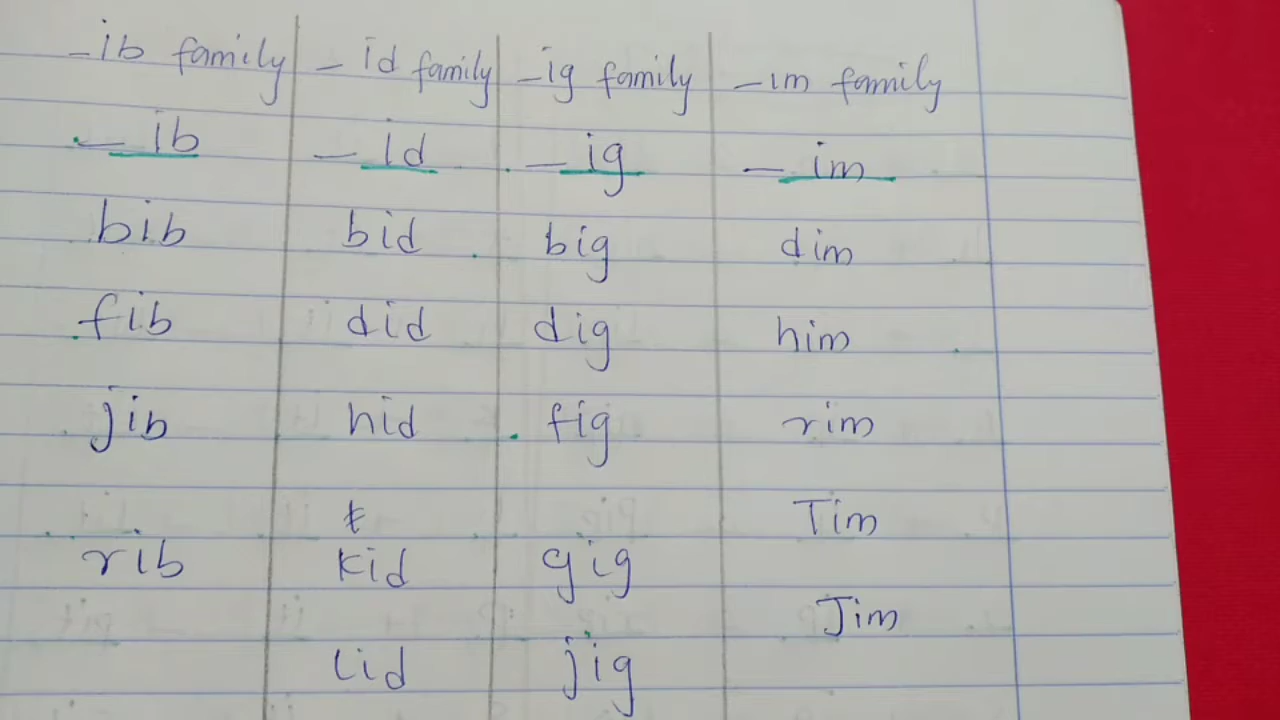 -ib family -id family -ig family -im family
-ib -id -ig -im
bib bid big dim
fib did dig him
jib hid fig rim
Tim
rib kid gig
Jim
lid jig